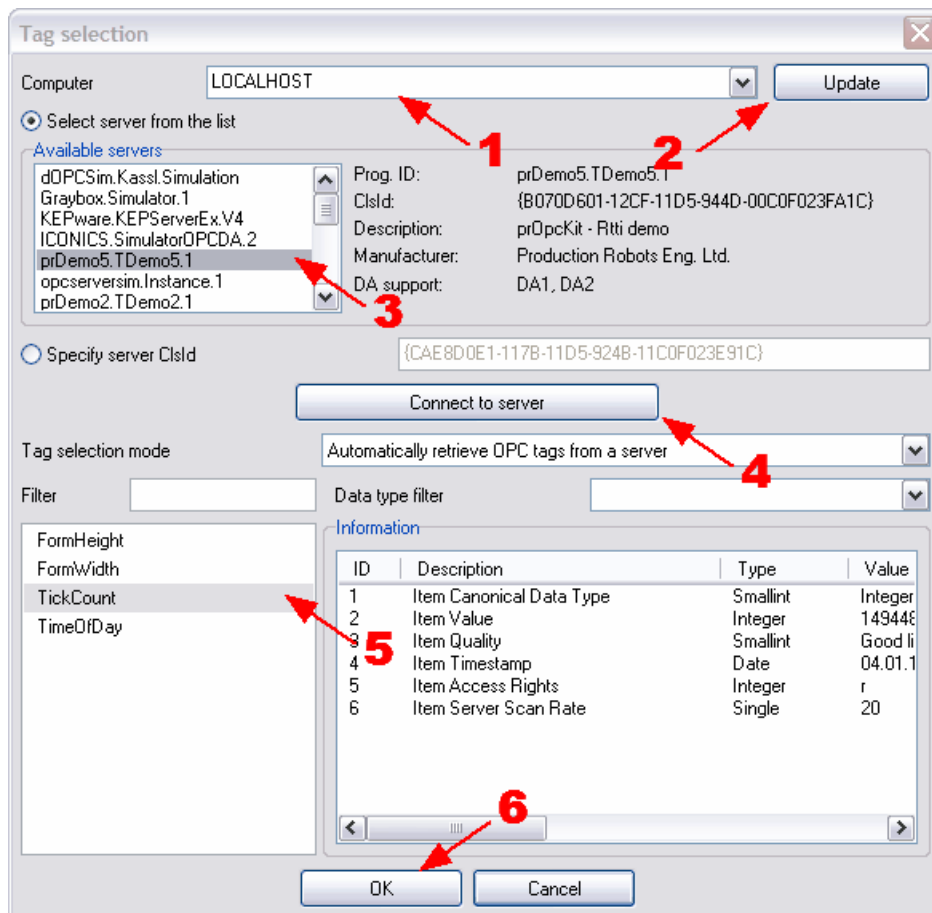 Tag selection
Computer LOCALHOST Update
1
2
Select server from the list
Available servers
dOPCSim.Kassl.Simulation
Graybox.Simulator.1
KEPware.KEPServerEx.V4
ICONICS.SimulatorOPCDA.2
prDemo5.TDemo5.1
opcserversim.Instance.1
prDemo2.TDemo2.1
3
Prog. ID: prDemo5.TDemo5.1
ClsId: {B070D601-12CF-11D5-944D-00C0F023FA1C}
Description: prOpcKit - Rtti demo
Manufacturer: Production Robots Eng. Ltd.
DA support: DA1, DA2
Specify server ClsId {CAE8D0E1-117B-11D5-924B-11C0F023E91C}
Connect to server
4
Tag selection mode Automatically retrieve OPC tags from a server
Filter Data type filter
FormHeight
FormWidth
TickCount
TimeOfDay
5
Information
ID Description Type Value
1 Item Canonical Data Type Smallint Integer
2 Item Value Integer 149448
3 Item Quality Smallint Good li
4 Item Timestamp Date 04.01.1
5 Item Access Rights Integer r
6 Item Server Scan Rate Single 20
6
OK Cancel